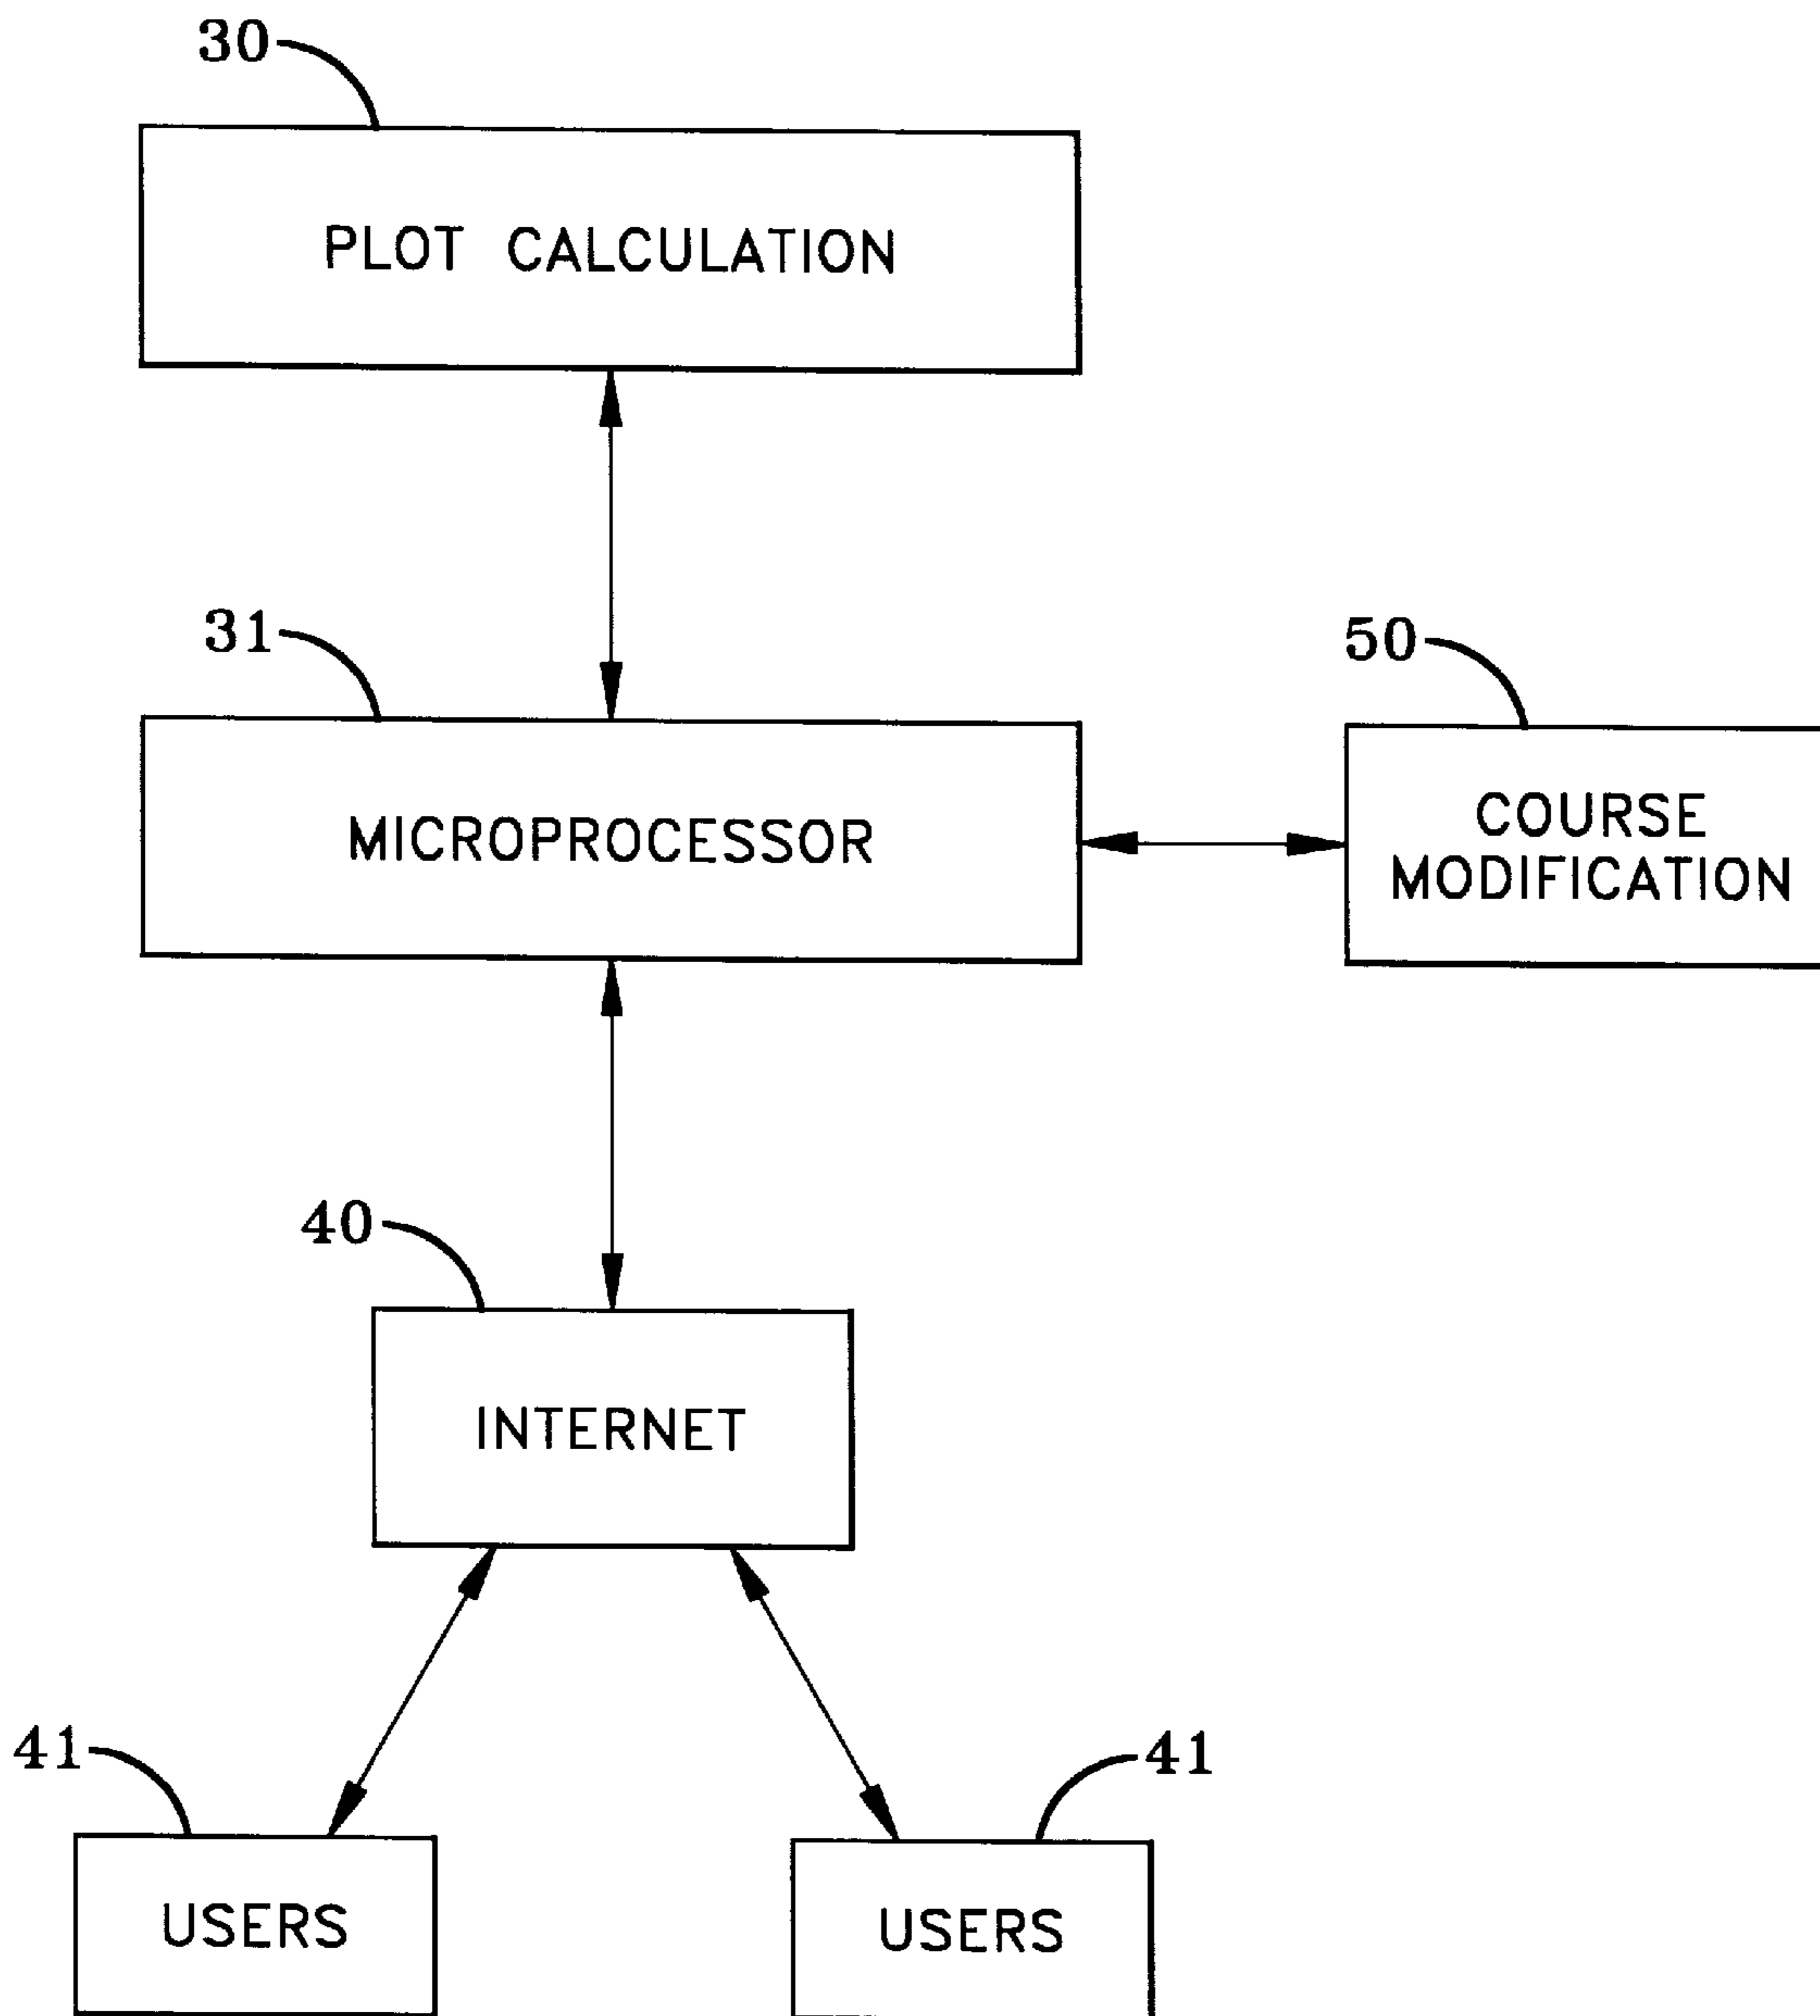 30
PLOT CALCULATION
31
MICROPROCESSOR
50
COURSE
MODIFICATION
40
INTERNET
41
USERS
41
USERS